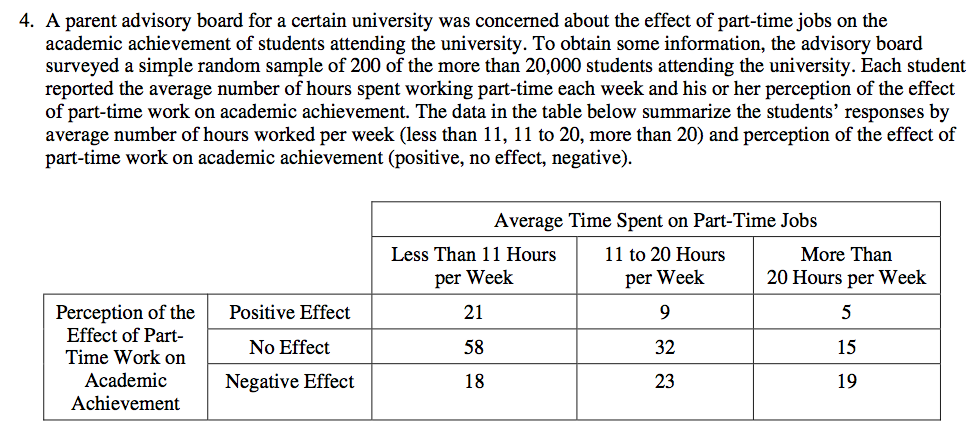 4. A parent advisory board for a certain university was concerned about the effect of part-time jobs on the
academic achievement of students attending the university. To obtain some information, the advisory board
surveyed a simple random sample of 200 of the more than 20,000 students attending the university. Each student
reported the average number of hours spent working part-time each week and his or her perception of the effect
of part-time work on academic achievement. The data in the table below summarize the students’ responses by
average number of hours worked per week (less than 11, 11 to 20, more than 20) and perception of the effect of
part-time work on academic achievement (positive, no effect, negative).
Average Time Spent on Part-Time Jobs
Less Than 11 Hours
per Week
11 to 20 Hours
per Week
More Than
20 Hours per Week
Perception of the
Effect of Part-
Time Work on
Academic
Achievement
Positive Effect
21
9
5
No Effect
58
32
15
Negative Effect
18
23
19